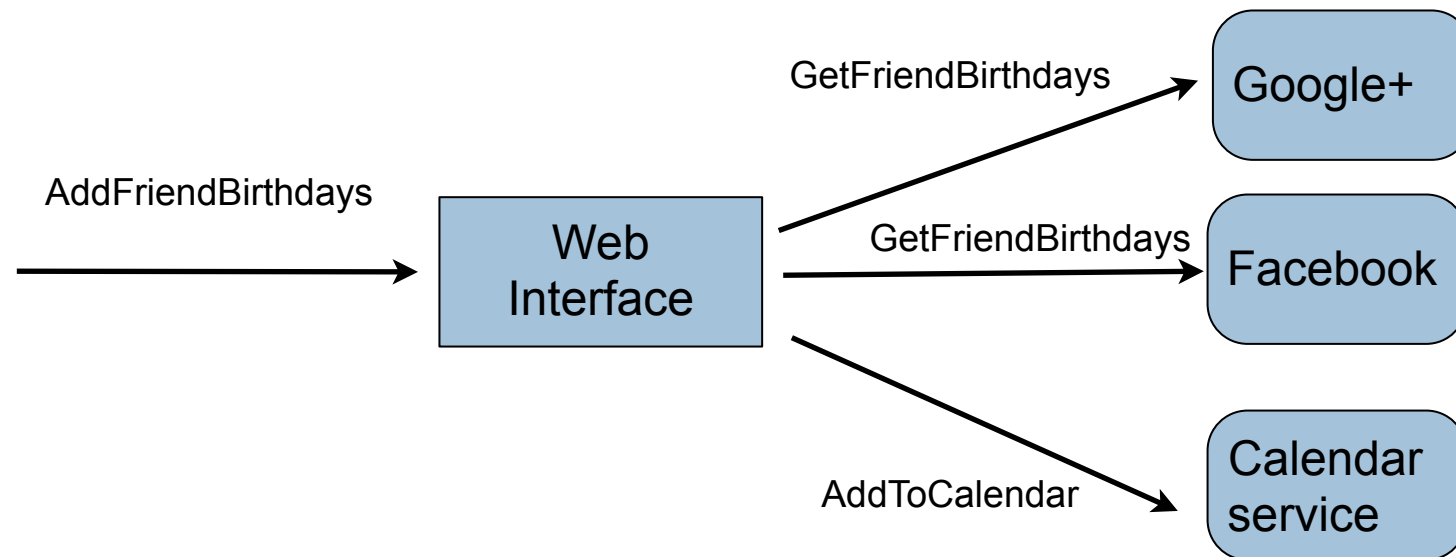 GetFriendBirthdays
Google+
AddFriendBirthdays
Web
Interface
GetFriendBirthdays
Facebook
AddToCalendar
Calendar
service